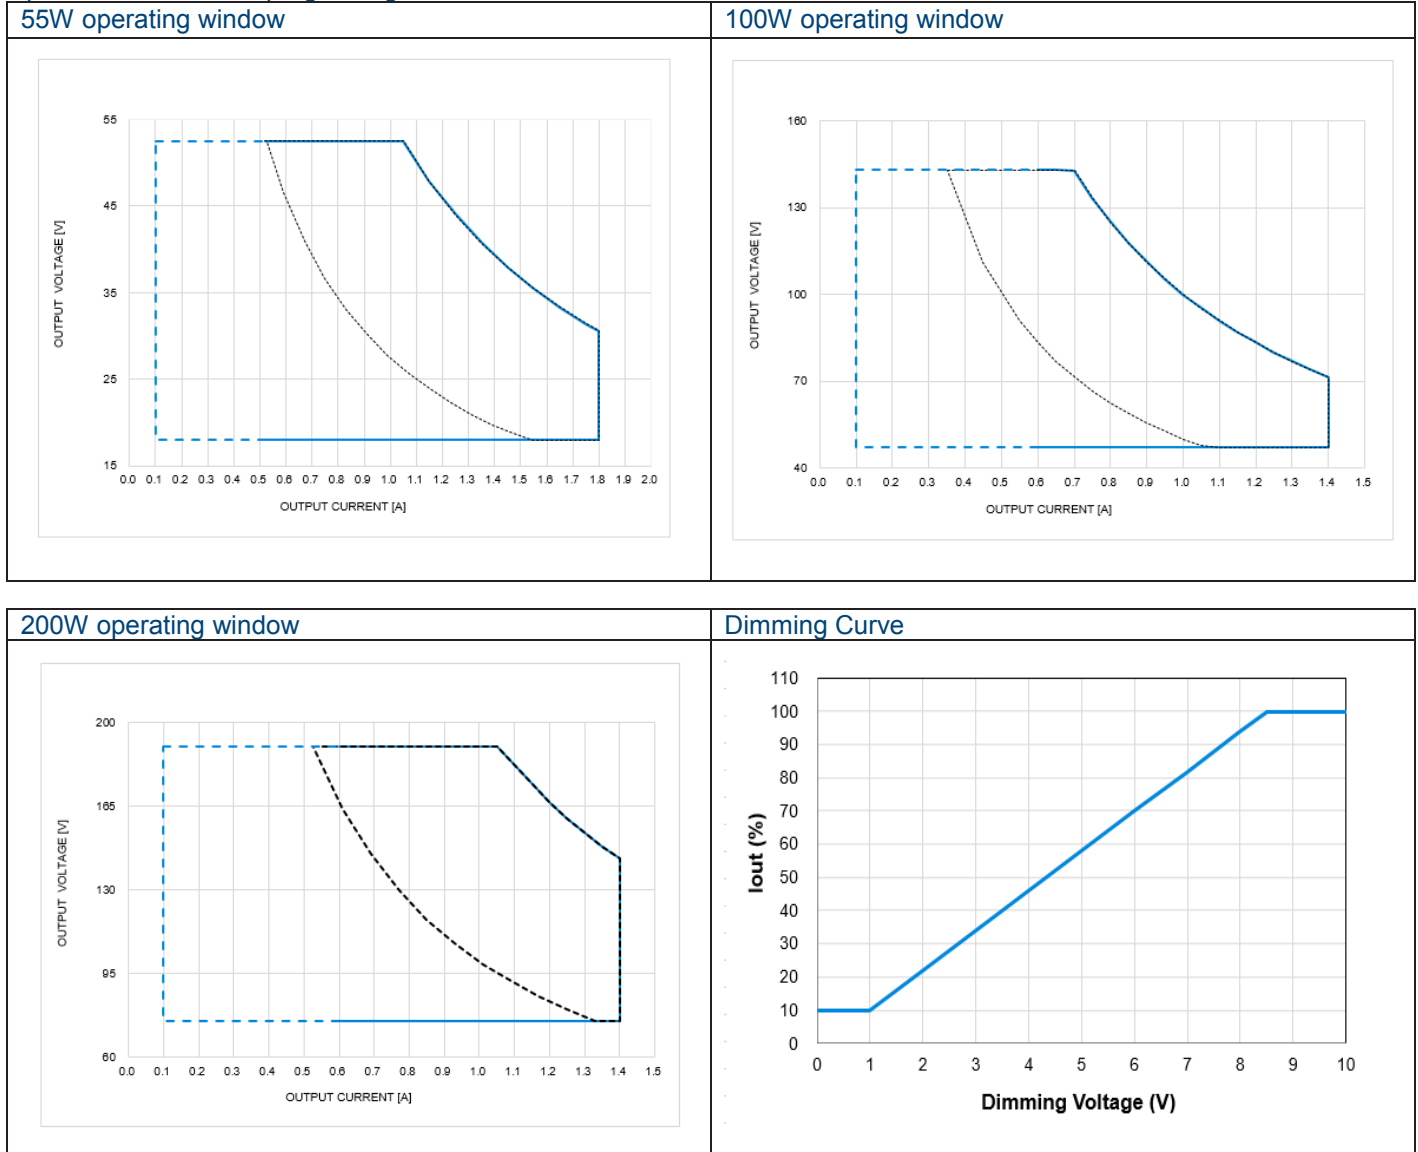 55W operating window
100W operating window
55
45
35
25
15
OUTPUT VOLTAGE [V]
0.0 0.1 0.2 0.3 0.4 0.5 0.6 0.7 0.8 0.9 1.0 1.1 1.2 1.3 1.4 1.5 1.6 1.7 1.8 1.9 2.0
OUTPUT CURRENT [A]
160
130
100
70
40
OUTPUT VOLTAGE [V]
0.0 0.1 0.2 0.3 0.4 0.5 0.6 0.7 0.8 0.9 1.0 1.1 1.2 1.3 1.4 1.5
OUTPUT CURRENT [A]
200W operating window
Dimming Curve
200
165
130
95
60
OUTPUT VOLTAGE [V]
0.0 0.1 0.2 0.3 0.4 0.5 0.6 0.7 0.8 0.9 1.0 1.1 1.2 1.3 1.4 1.5
OUTPUT CURRENT [A]
110
100
90
80
70
60
50
40
30
20
10
0
Iout (%)
0 1 2 3 4 5 6 7 8 9 10
Dimming Voltage (V)